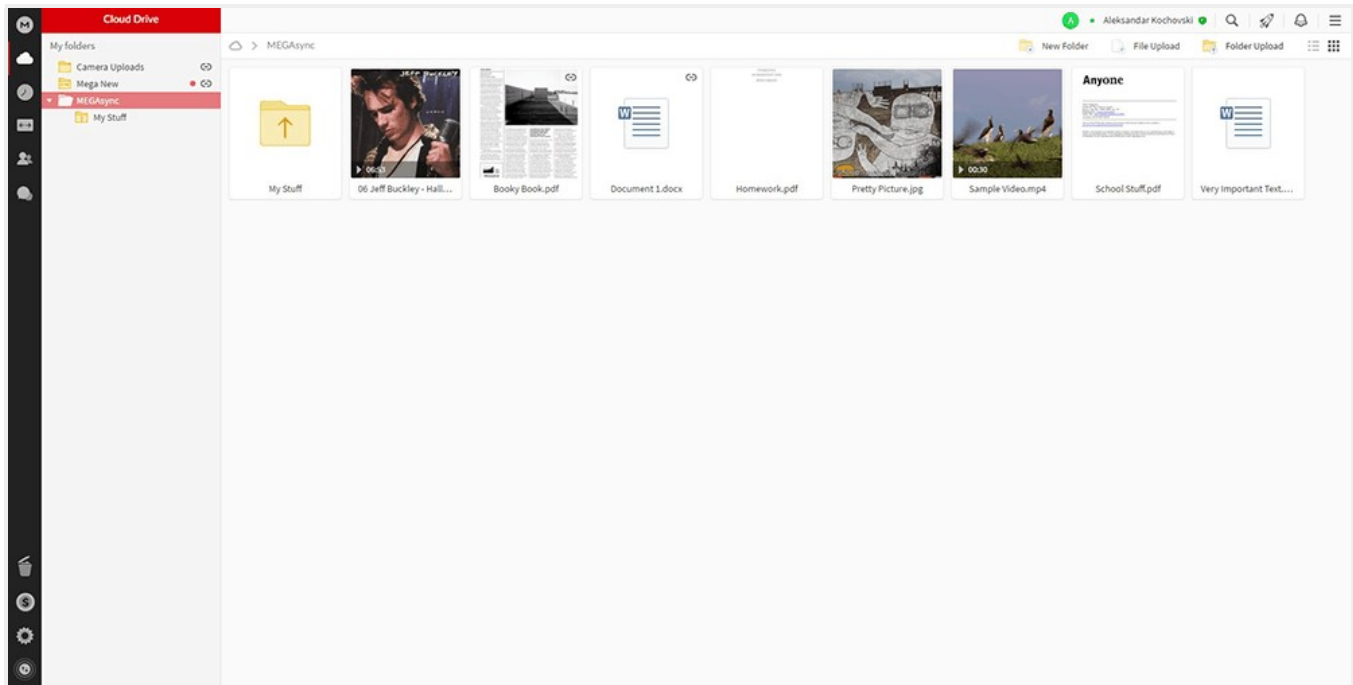 M
Cloud Drive
A
Aleksandar Kochovski
My folders
MEGAsync
New Folder
File Upload
Folder Upload
Camera Uploads
Mega New
MEGAsync
My Stuff
JEFF BUCKLEY
W
Anyone
W
06:53
00:30
My Stuff
06 Jeff Buckley - Hall....
Booky Book.pdf
Document 1.docx
Homework.pdf
Pretty Picture.jpg
Sample Video.mp4
School Stuff.pdf
Very Important Text....
S